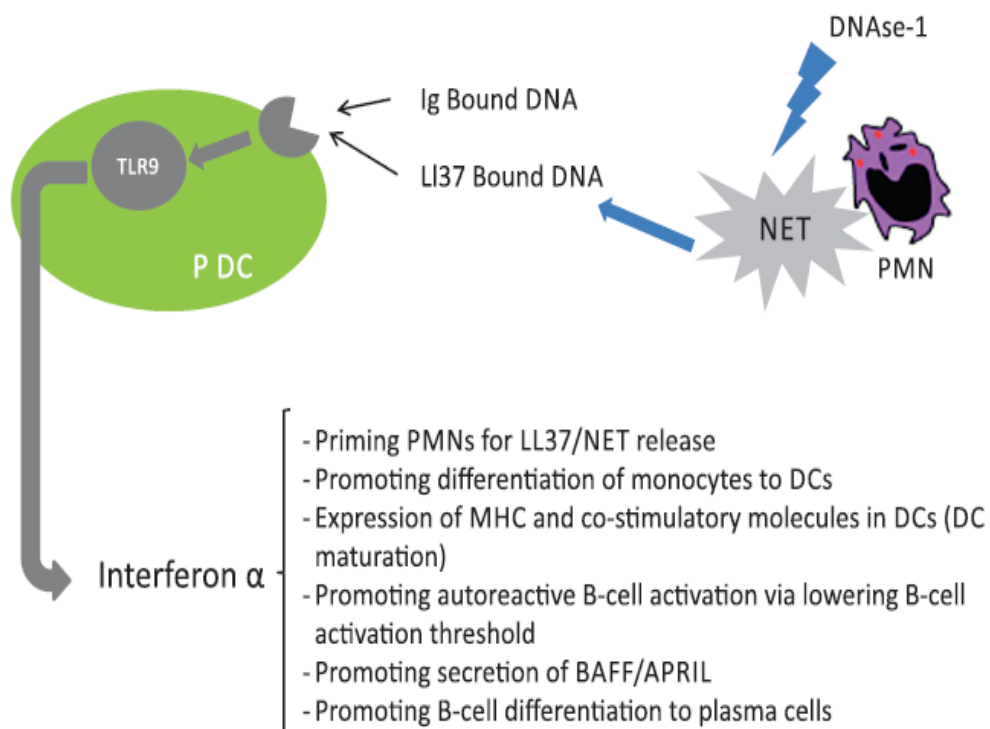 DNAse-1
Ig Bound DNA
Ll37 Bound DNA
TLR9
P DC
NET
PMN
Interferon α
- Priming PMNs for LL37/NET release
- Promoting differentiation of monocytes to DCs
- Expression of MHC and co-stimulatory molecules in DCs (DC
maturation)
- Promoting autoreactive B-cell activation via lowering B-cell
activation threshold
- Promoting secretion of BAFF/APRIL
- Promoting B-cell differentiation to plasma cells